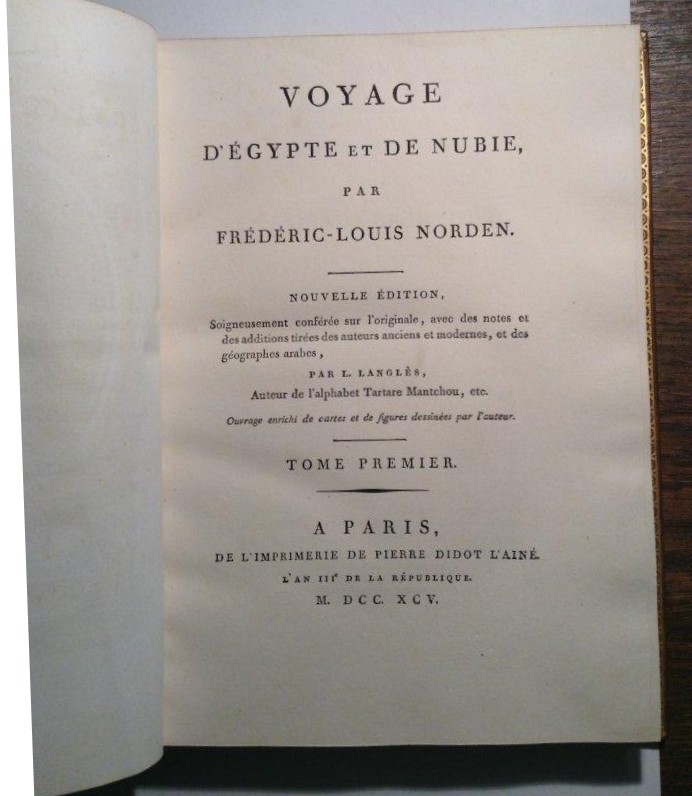 VOYAGE
D'ÉGYPTE ET DE NUBIE,
PAR
FRÉDÉRIC-LOUIS NORDEN.
NOUVELLE ÉDITION,
Soigneusement conférée sur l'originale, avec des notes et
des additions tirées des auteurs anciens et modernes, et des
géographes arabes,
PAR L. LANGLÈS,
Auteur de l'alphabet Tartare Mantchou, etc.
Ouvrage enrichi de cartes et de figures dessinées par l'auteur.
TOME PREMIER.
A PARIS,
DE L'IMPRIMERIE DE PIERRE DIDOT L'AINÉ.
L'AN IIIe DE LA RÉPUBLIQUE.
M. DCC. XCV.